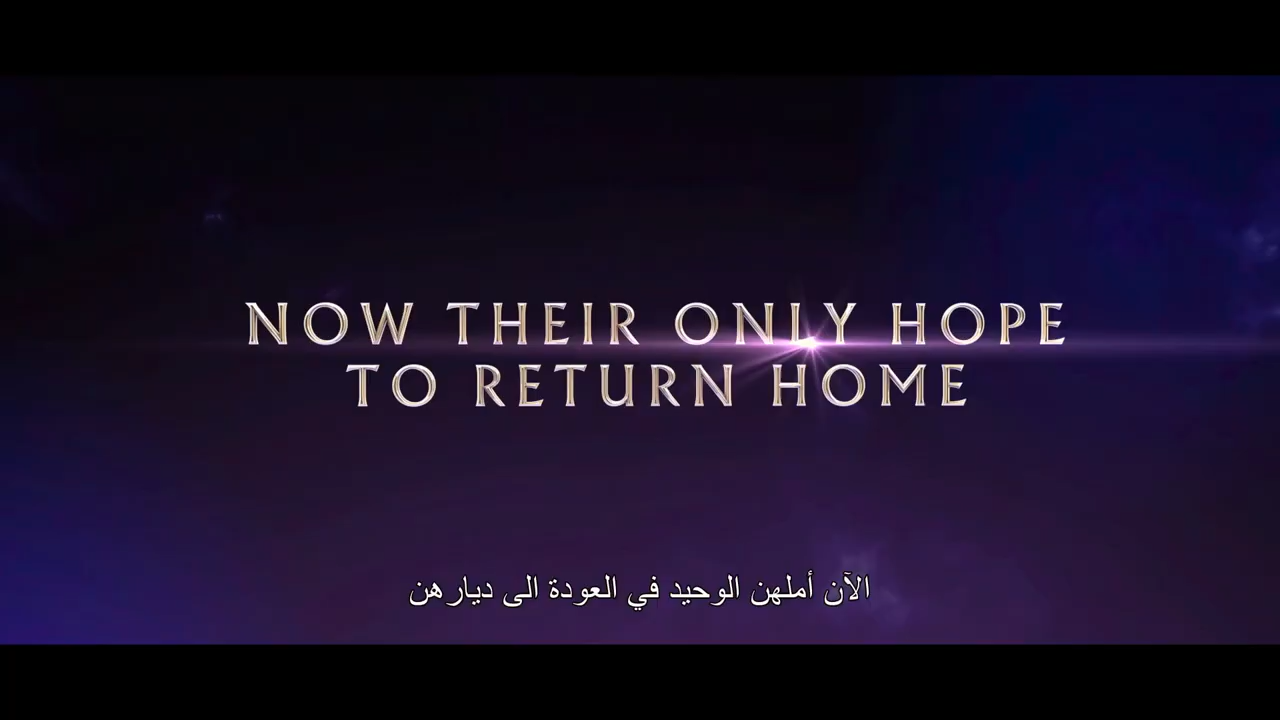 NOW THEIR ONLY HOPE
TO RETURN HOME
الآن أملهن الوحيد في العودة الى ديارهن